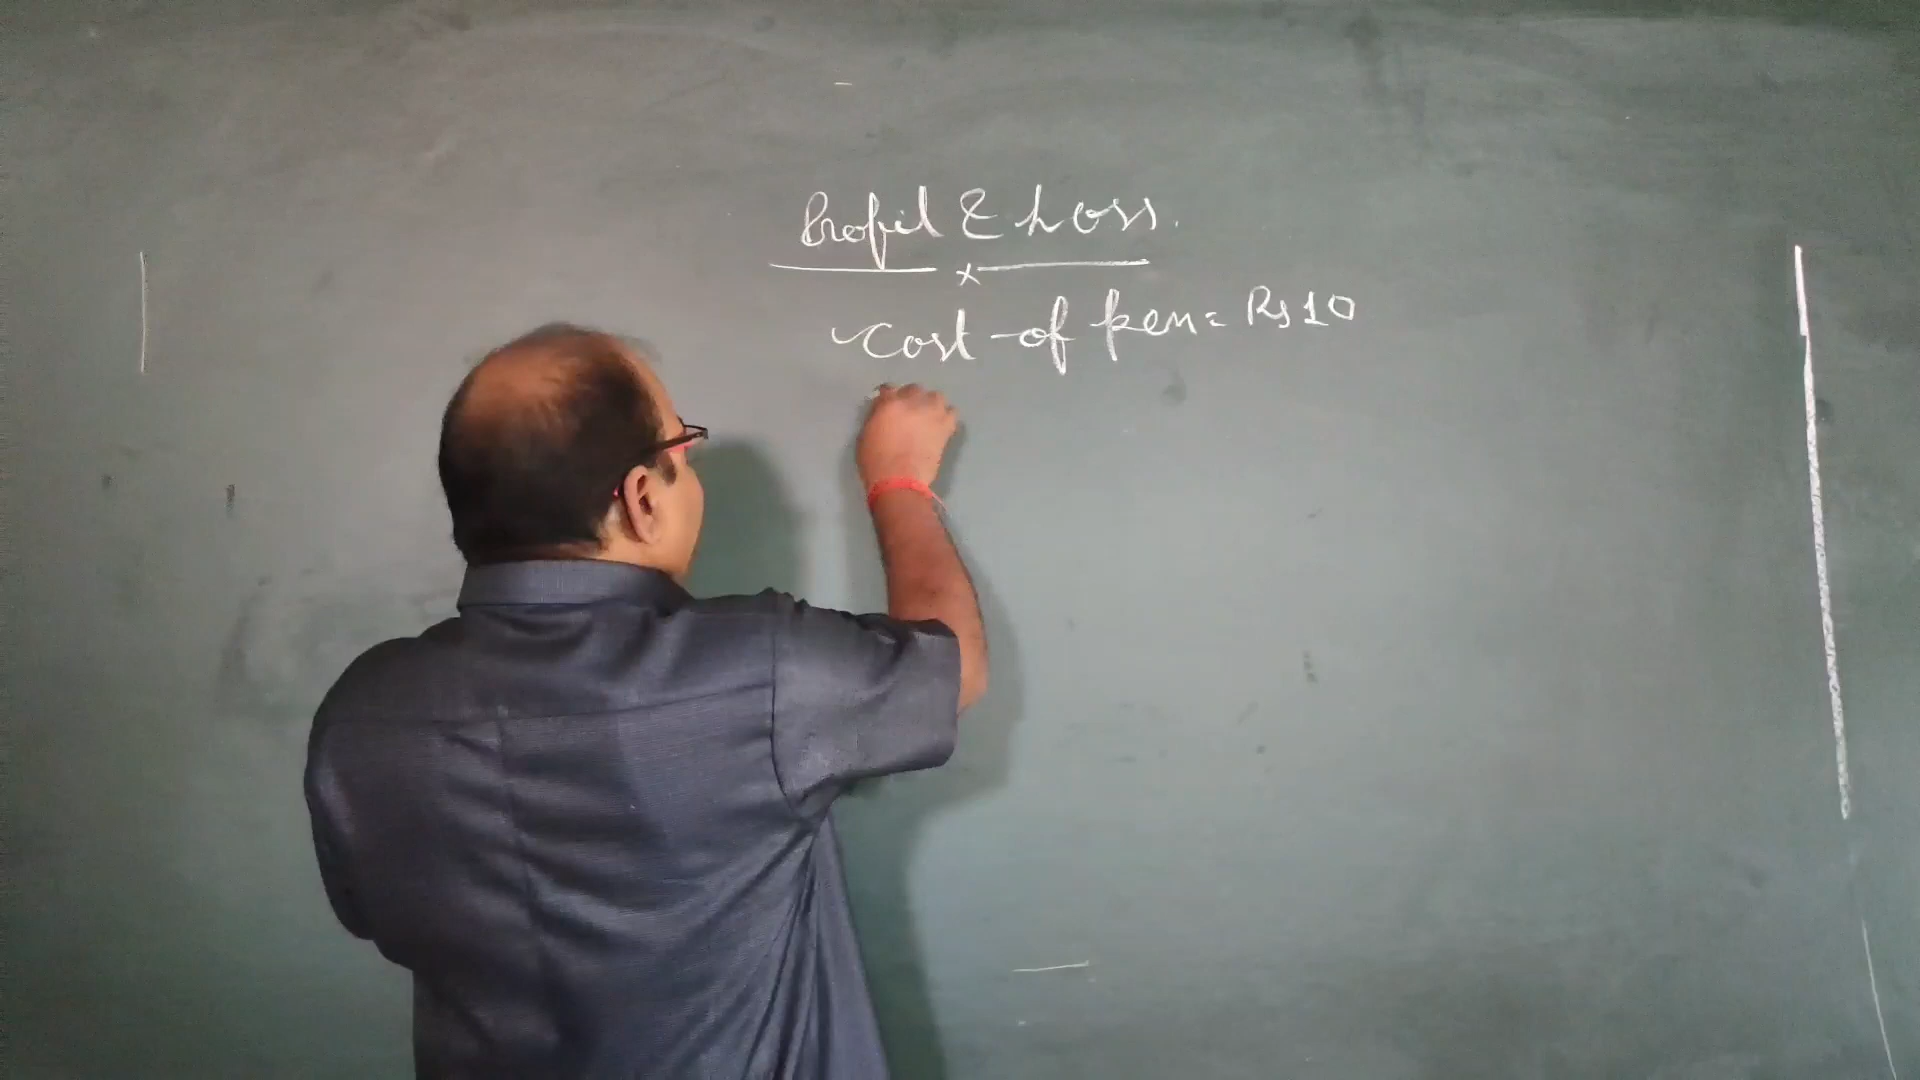 Profit & Loss.
Cost of pen = Rs 10